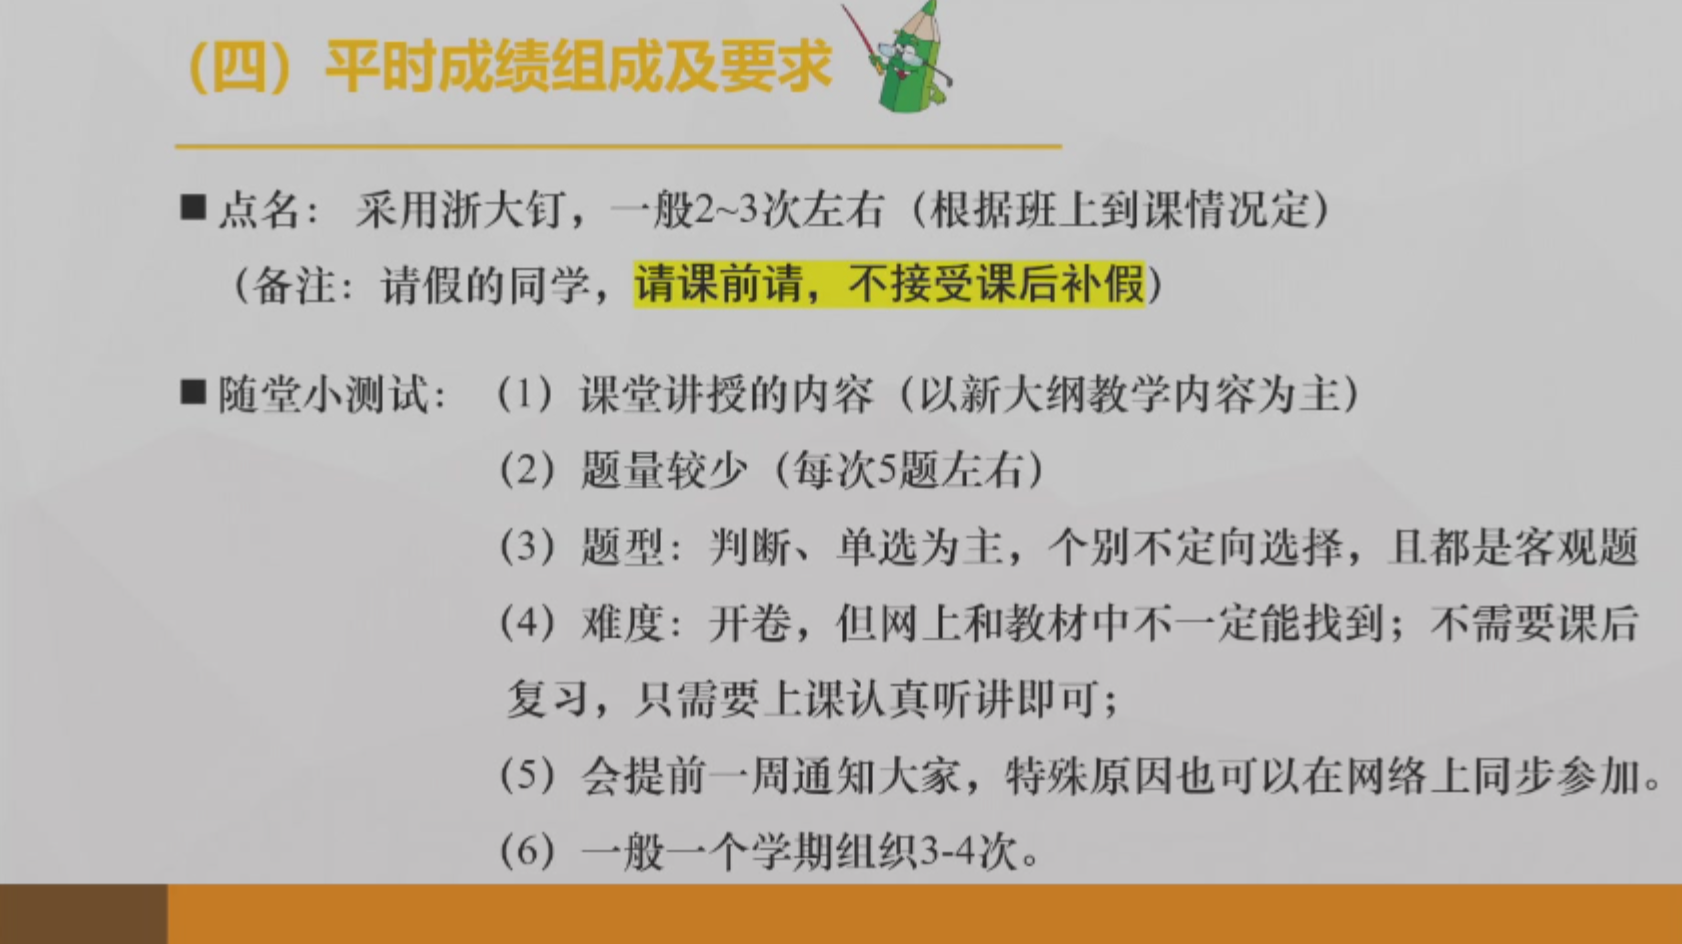 （四）平时成绩组成及要求
■ 点名： 采用浙大钉，一般2~3次左右（根据班上到课情况定）
（备注：请假的同学，请课前请，不接受课后补假）
■ 随堂小测试：（1）课堂讲授的内容（以新大纲教学内容为主）
（2）题量较少（每次5题左右）
（3）题型：判断、单选为主，个别不定向选择，且都是客观题
（4）难度：开卷，但网上和教材中不一定能找到；不需要课后
复习，只需要上课认真听讲即可；
（5）会提前一周通知大家，特殊原因也可以在网络上同步参加。
（6）一般一个学期组织3-4次。